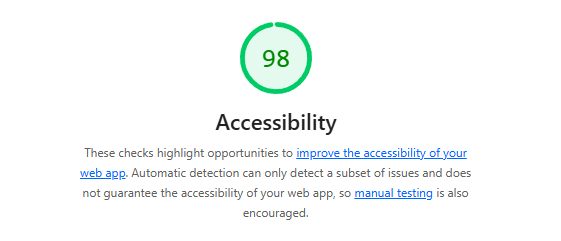 98
Accessibility
These checks highlight opportunities to improve the accessibility of your
web app. Automatic detection can only detect a subset of issues and does
not guarantee the accessibility of your web app, so manual testing is also
encouraged.